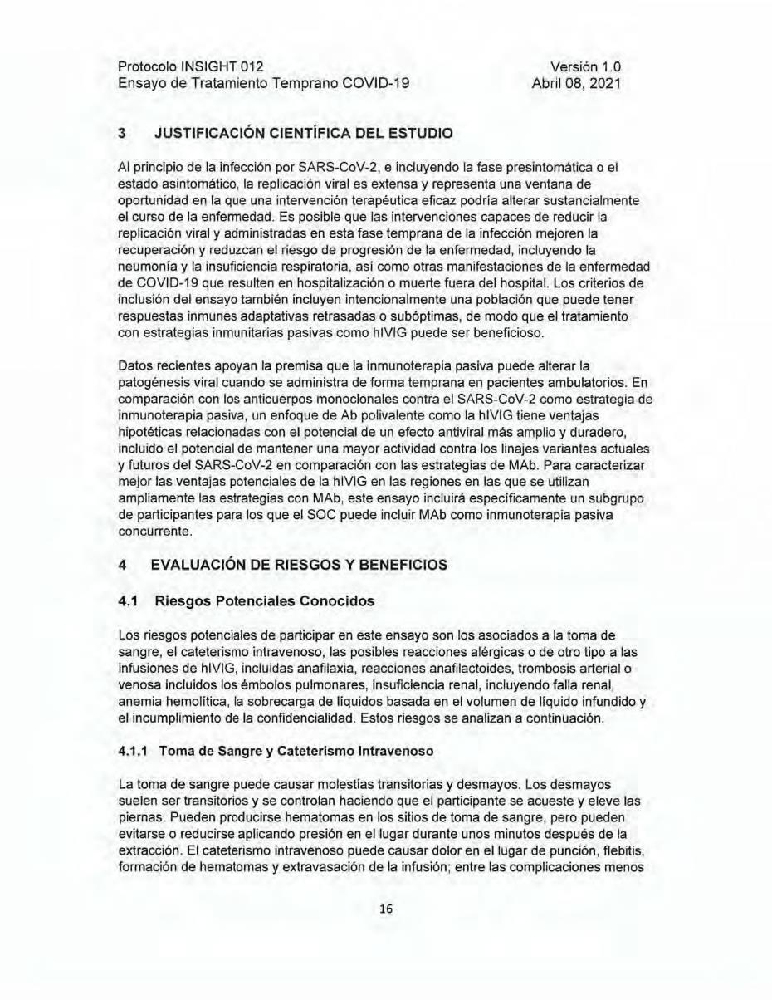 Protocolo INSIGHT 012 Versión 1.0
Ensayo de Tratamiento Temprano COVID-19 Abril 08, 2021
3 JUSTIFICACIÓN CIENTÍFICA DEL ESTUDIO
Al principio de la infección por SARS-CoV-2, e incluyendo la fase presintomática o el
estado asintomático, la replicación viral es extensa y representa una ventana de
oportunidad en la que una intervención terapéutica eficaz podría alterar sustancialmente
el curso de la enfermedad. Es posible que las intervenciones capaces de reducir la
replicación viral y administradas en esta fase temprana de la infección mejoren la
recuperación y reduzcan el riesgo de progresión de la enfermedad, incluyendo la
neumonía y la insuficiencia respiratoria, así como otras manifestaciones de la enfermedad
de COVID-19 que resulten en hospitalización o muerte fuera del hospital. Los criterios de
inclusión del ensayo también incluyen intencionalmente una población que puede tener
respuestas inmunes adaptativas retrasadas o subóptimas, de modo que el tratamiento
con estrategias inmunitarias pasivas como hIVIG puede ser beneficioso.
Datos recientes apoyan la premisa que la inmunoterapia pasiva puede alterar la
patogénesis viral cuando se administra de forma temprana en pacientes ambulatorios. En
comparación con los anticuerpos monoclonales contra el SARS-CoV-2 como estrategia de
inmunoterapia pasiva, un enfoque de Ab polivalente como la hIVIG tiene ventajas
hipotéticas relacionadas con el potencial de un efecto antiviral más amplio y duradero,
incluido el potencial de mantener una mayor actividad contra los linajes variantes actuales
y futuros del SARS-CoV-2 en comparación con las estrategias de MAb. Para caracterizar
mejor las ventajas potenciales de la hIVIG en las regiones en las que se utilizan
ampliamente las estrategias con MAb, este ensayo incluirá específicamente un subgrupo
de participantes para los que el SOC puede incluir MAb como inmunoterapia pasiva
concurrente.
4 EVALUACIÓN DE RIESGOS Y BENEFICIOS
4.1 Riesgos Potenciales Conocidos
Los riesgos potenciales de participar en este ensayo son los asociados a la toma de
sangre, el cateterismo intravenoso, las posibles reacciones alérgicas o de otro tipo a las
infusiones de hIVIG, incluidas anafilaxia, reacciones anafilactoides, trombosis arterial o
venosa incluidos los émbolos pulmonares, insuficiencia renal, incluyendo falla renal,
anemia hemolítica, la sobrecarga de líquidos basada en el volumen de líquido infundido y
el incumplimiento de la confidencialidad. Estos riesgos se analizan a continuación.
4.1.1 Toma de Sangre y Cateterismo Intravenoso
La toma de sangre puede causar molestias transitorias y desmayos. Los desmayos
suelen ser transitorios y se controlan haciendo que el participante se acueste y eleve las
piernas. Pueden producirse hematomas en los sitios de toma de sangre, pero pueden
evitarse o reducirse aplicando presión en el lugar durante unos minutos después de la
extracción. El cateterismo intravenoso puede causar dolor en el lugar de punción, flebitis,
formación de hematomas y extravasación de la infusión; entre las complicaciones menos
16